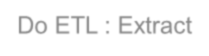 Do ETL : Extract